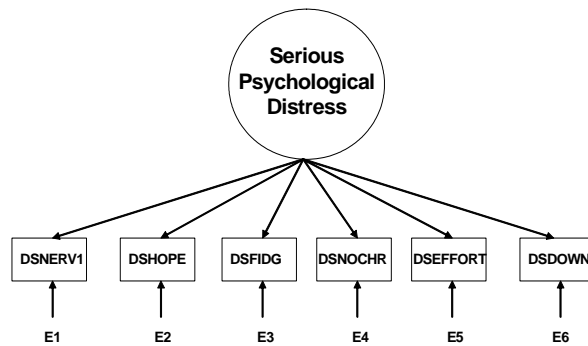 Serious
Psychological
Distress
DSNERV1 DSHOPE DSFIDG DSNOCHR DSEFFORT DSDOWN
E1 E2 E3 E4 E5 E6